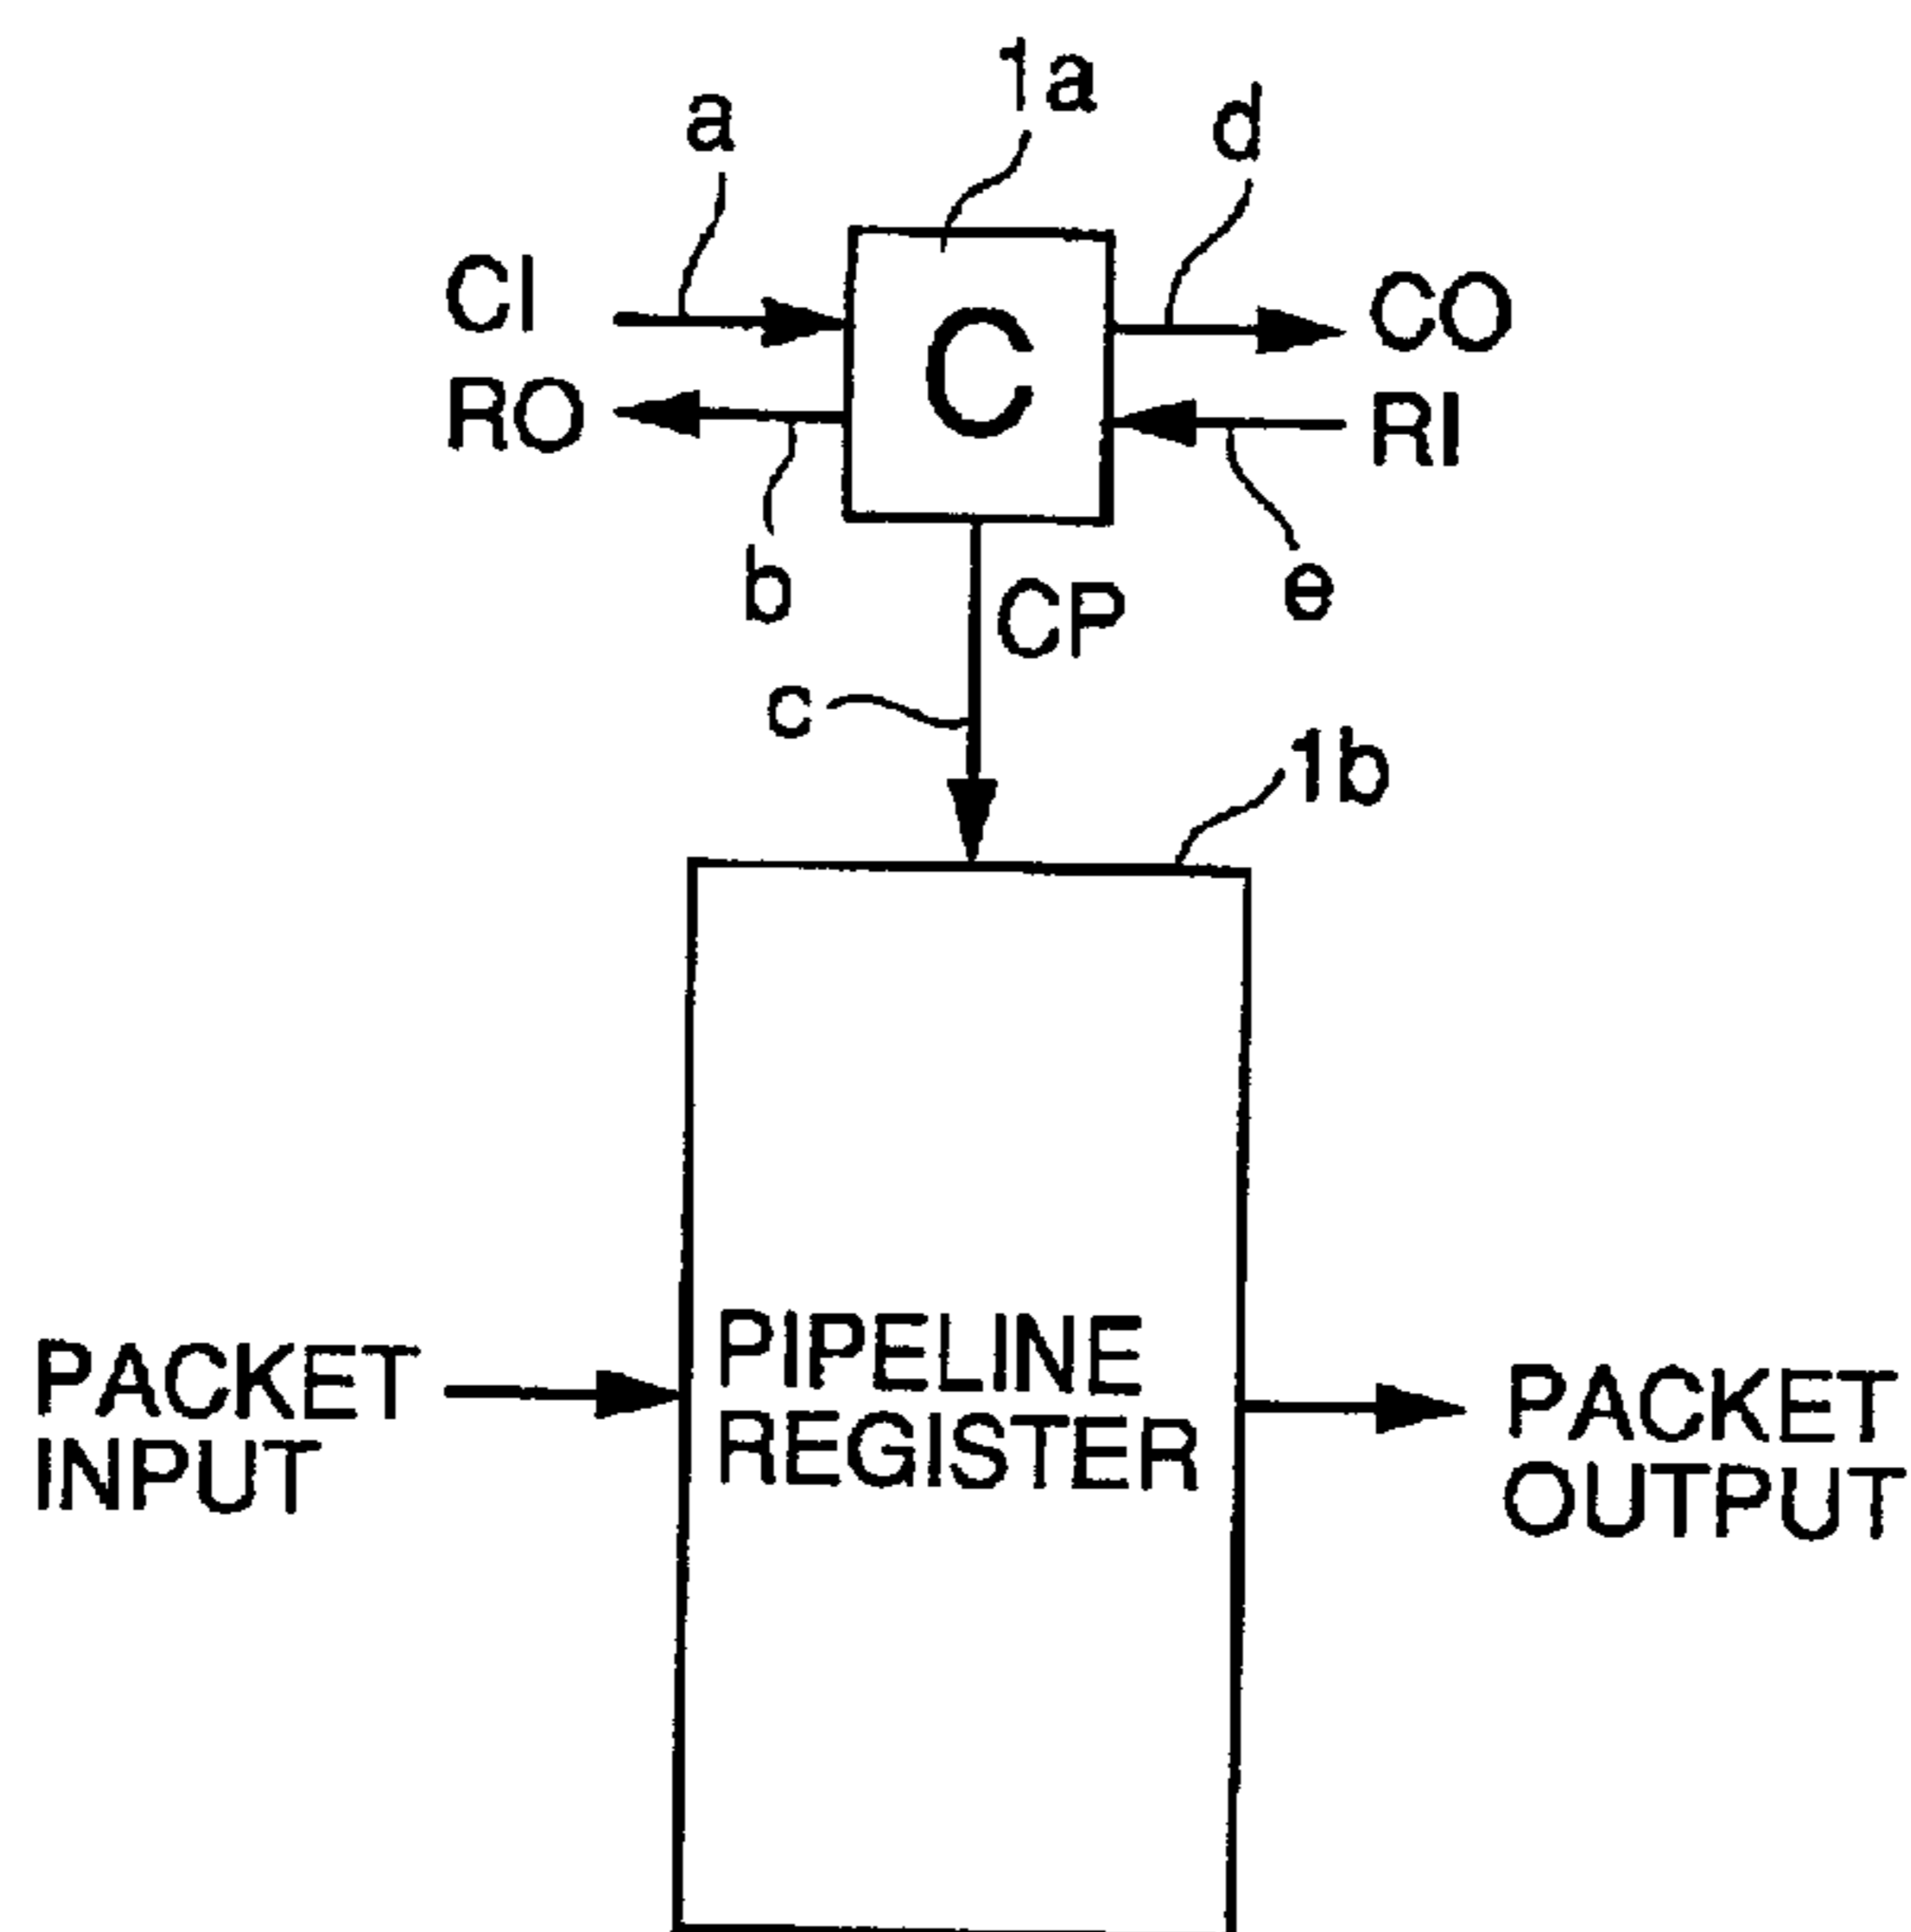 1a
a
d
CI
CO
C
RO
RI
b
e
CP
c
1b
PIPELINE
REGISTER
PACKET
INPUT
PACKET
OUTPUT